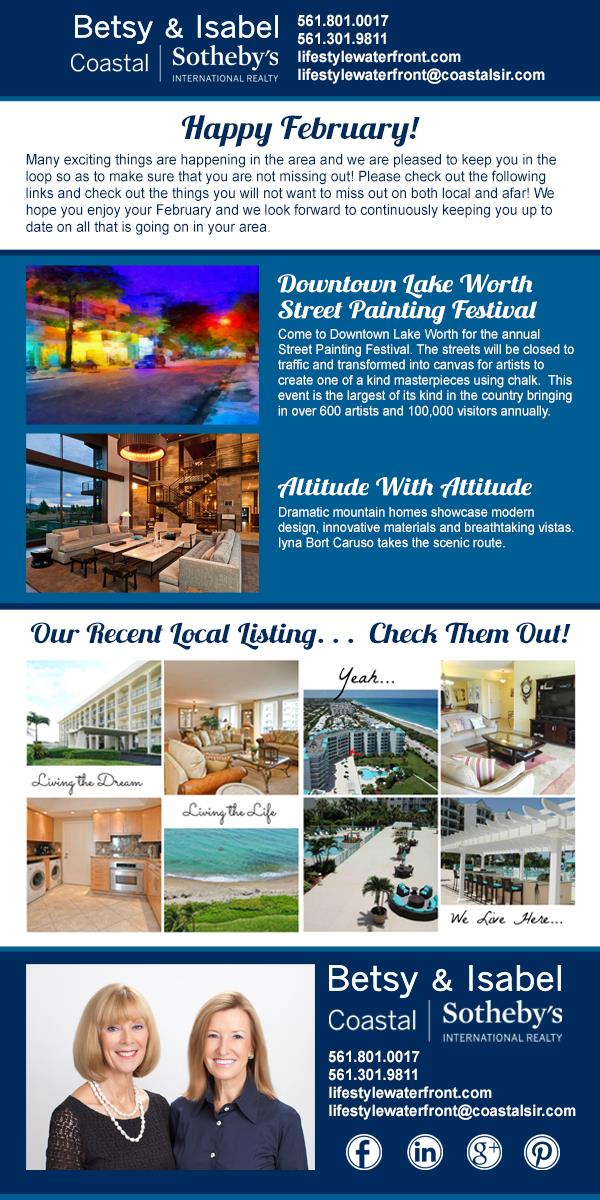 Betsy & Isabel
Coastal Sotheby's
INTERNATIONAL REALTY
561.801.0017
561.301.9811
lifestylewaterfront.com
lifestylewaterfront@coastalsir.com
Happy February!
Many exciting things are happening in the area and we are pleased to keep you in the
loop so as to make sure that you are not missing out! Please check out the following
links and check out the things you will not want to miss out on both local and afar! We
hope you enjoy your February and we look forward to continuously keeping you up to
date on all that is going on in your area.
Downtown Lake Worth
Street Painting Festival
Come to Downtown Lake Worth for the annual
Street Painting Festival. The streets will be closed to
traffic and transformed into canvas for artists to
create one of a kind masterpieces using chalk. This
event is the largest of its kind in the country bringing
in over 600 artists and 100,000 visitors annually.
Altitude With Attitude
Dramatic mountain homes showcase modern
design, innovative materials and breathtaking vistas.
Iyna Bort Caruso takes the scenic route.
Our Recent Local Listing. . . Check Them Out!
Yeah...
Living the Dream
Living the Life
We Live Here...
Betsy & Isabel
Coastal Sotheby's
INTERNATIONAL REALTY
561.801.0017
561.301.9811
lifestylewaterfront.com
lifestylewaterfront@coastalsir.com
f in g+ P